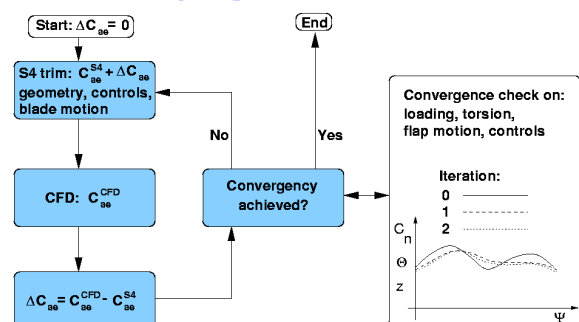 Start: ΔC_ae = 0
End
S4 trim: C_ae^S4 + ΔC_ae
geometry, controls,
blade motion
No
Yes
CFD: C_ae^CFD
Convergency
achieved?
ΔC_ae = C_ae^CFD - C_ae^S4
Convergence check on:
loading, torsion,
flap motion, controls
Iteration:
0
1
2
C_n
Θ
z
Ψ